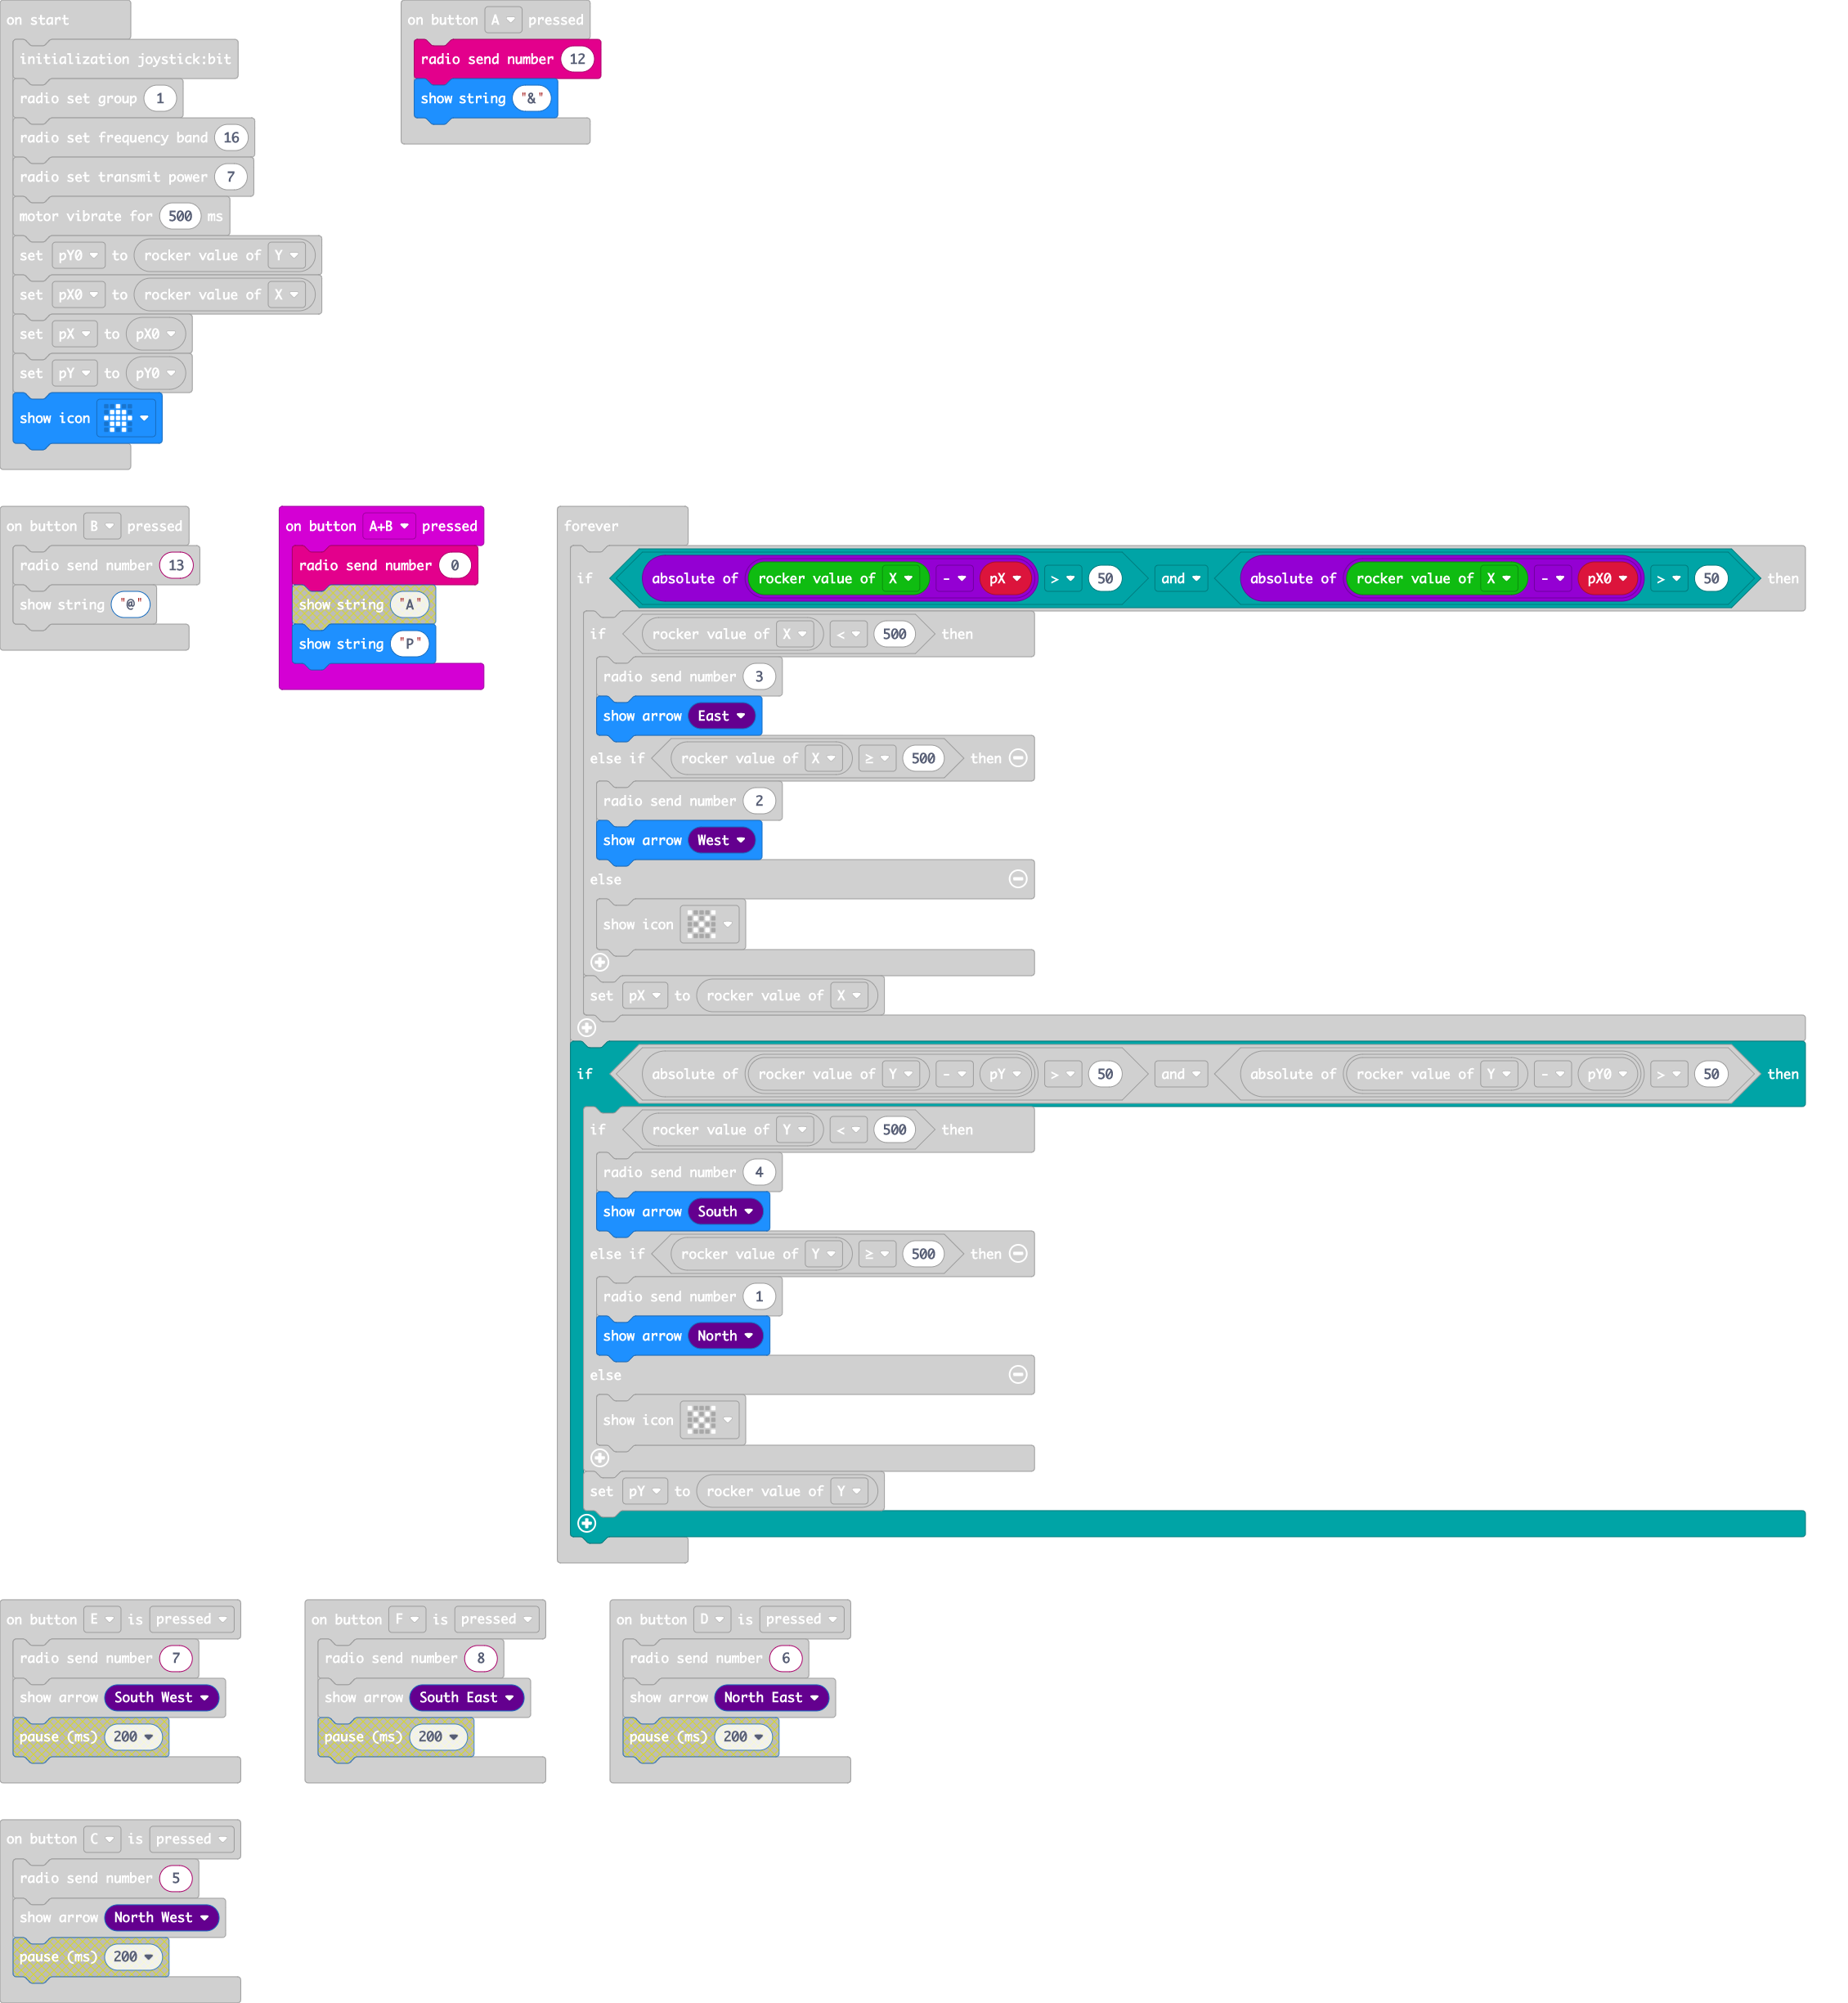 on start
initialization joystick:bit
radio set group 1
radio set frequency band 16
radio set transmit power 7
motor vibrate for 500 ms
set pY0 to rocker value of Y
set pX0 to rocker value of X
set pX to pX0
set pY to pY0
show icon
on button A pressed
radio send number 12
show string "&"
on button B pressed
radio send number 13
show string "@"
on button A+B pressed
radio send number 0
show string "A"
show string "P"
forever
if absolute of rocker value of X - pX > 50 and absolute of rocker value of X - pX0 > 50 then
if rocker value of X < 500 then
radio send number 3
show arrow East
else if rocker value of X ≥ 500 then
radio send number 2
show arrow West
else
show icon
set pX to rocker value of X
if absolute of rocker value of Y - pY > 50 and absolute of rocker value of Y - pY0 > 50 then
if rocker value of Y < 500 then
radio send number 4
show arrow South
else if rocker value of Y ≥ 500 then
radio send number 1
show arrow North
else
show icon
set pY to rocker value of Y
on button E is pressed
radio send number 7
show arrow South West
pause (ms) 200
on button F is pressed
radio send number 8
show arrow South East
pause (ms) 200
on button D is pressed
radio send number 6
show arrow North East
pause (ms) 200
on button C is pressed
radio send number 5
show arrow North West
pause (ms) 200